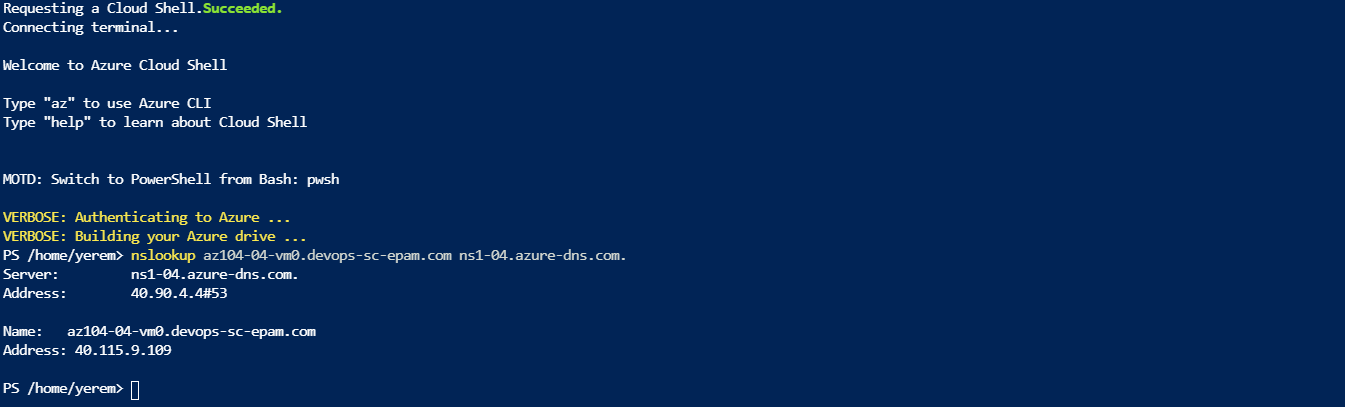 Requesting a Cloud Shell.Succeeded.
Connecting terminal...
Welcome to Azure Cloud Shell
Type "az" to use Azure CLI
Type "help" to learn about Cloud Shell
MOTD: Switch to PowerShell from Bash: pwsh
VERBOSE: Authenticating to Azure ...
VERBOSE: Building your Azure drive ...
PS /home/yerem> nslookup az104-04-vm0.devops-sc-epam.com ns1-04.azure-dns.com.
Server:         ns1-04.azure-dns.com.
Address:        40.90.4.4#53
Name:   az104-04-vm0.devops-sc-epam.com
Address: 40.115.9.109
PS /home/yerem>